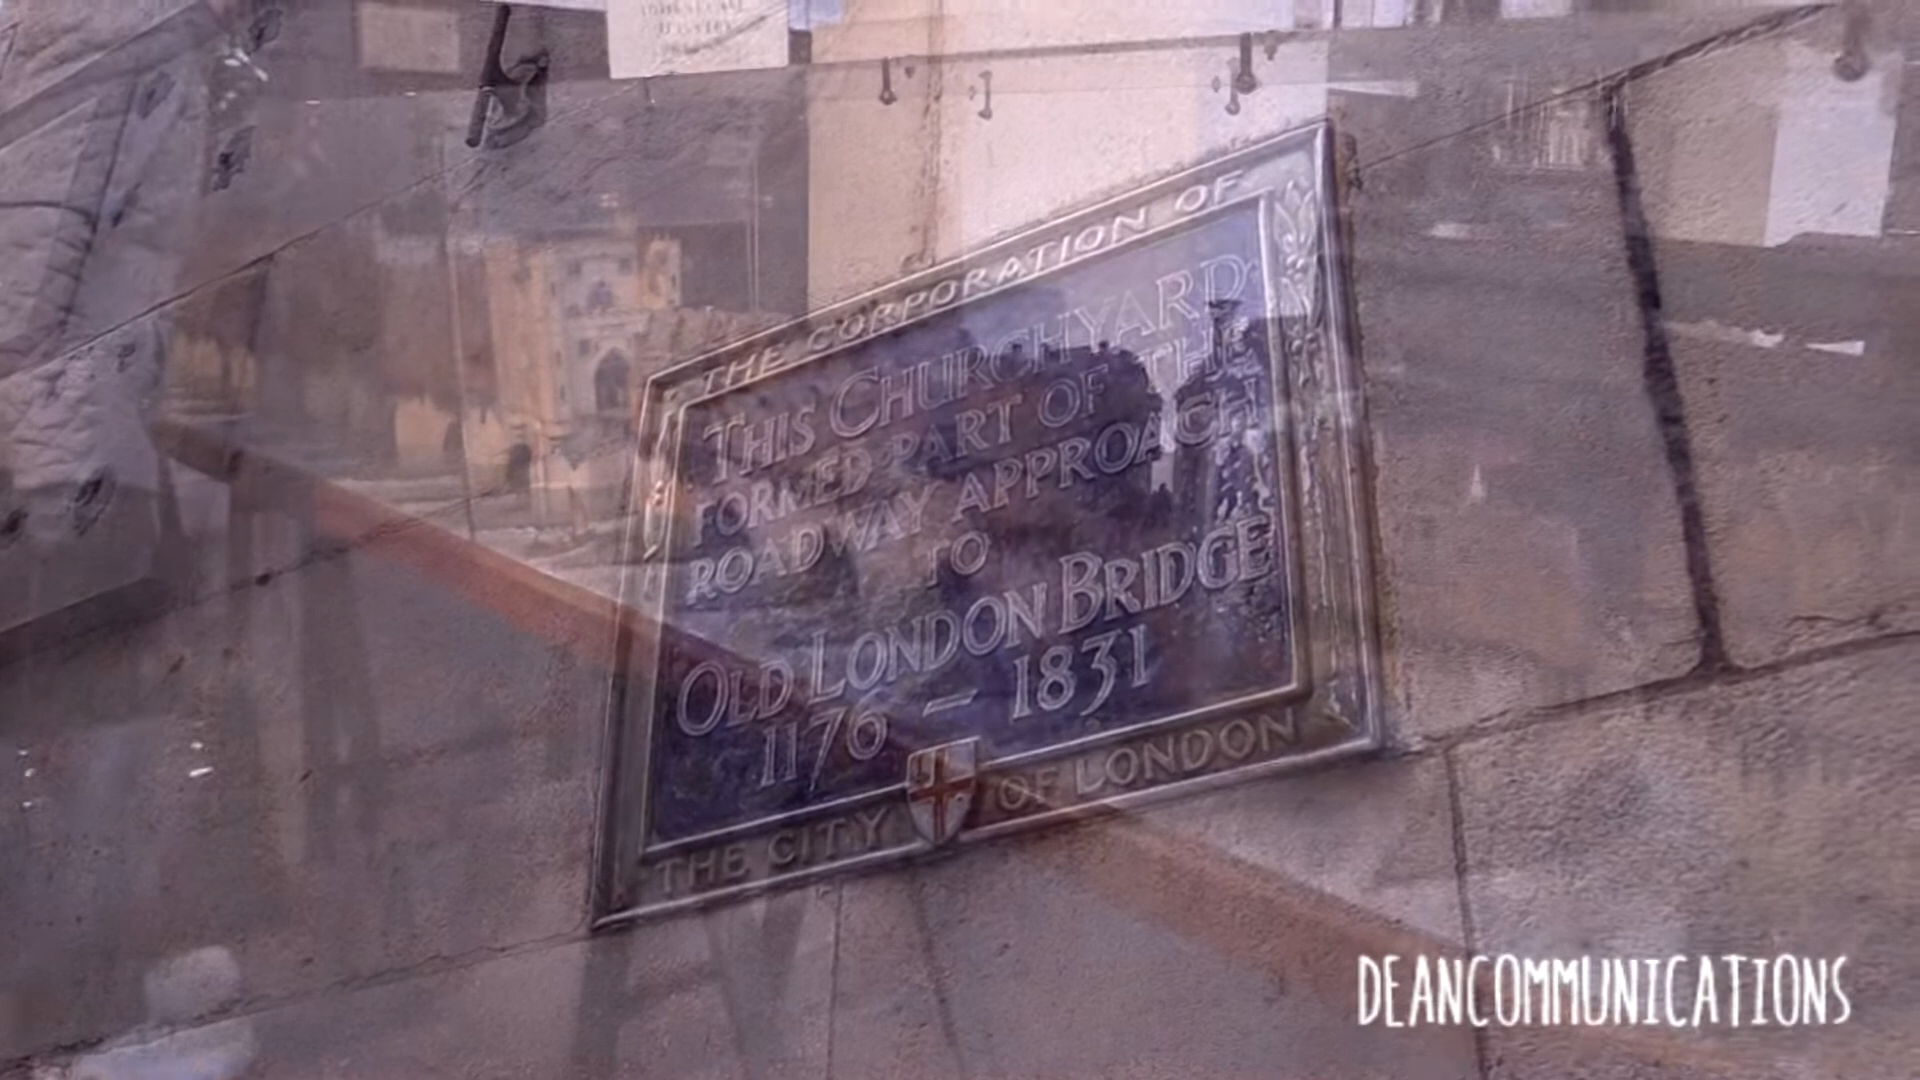 THE CORPORATION OF
THIS CHURCHYARD
FORMED PART OF THE
ROADWAY APPROACH
TO
OLD LONDON BRIDGE
1176 – 1831
THE CITY OF LONDON
DEANCOMMUNICATIONS